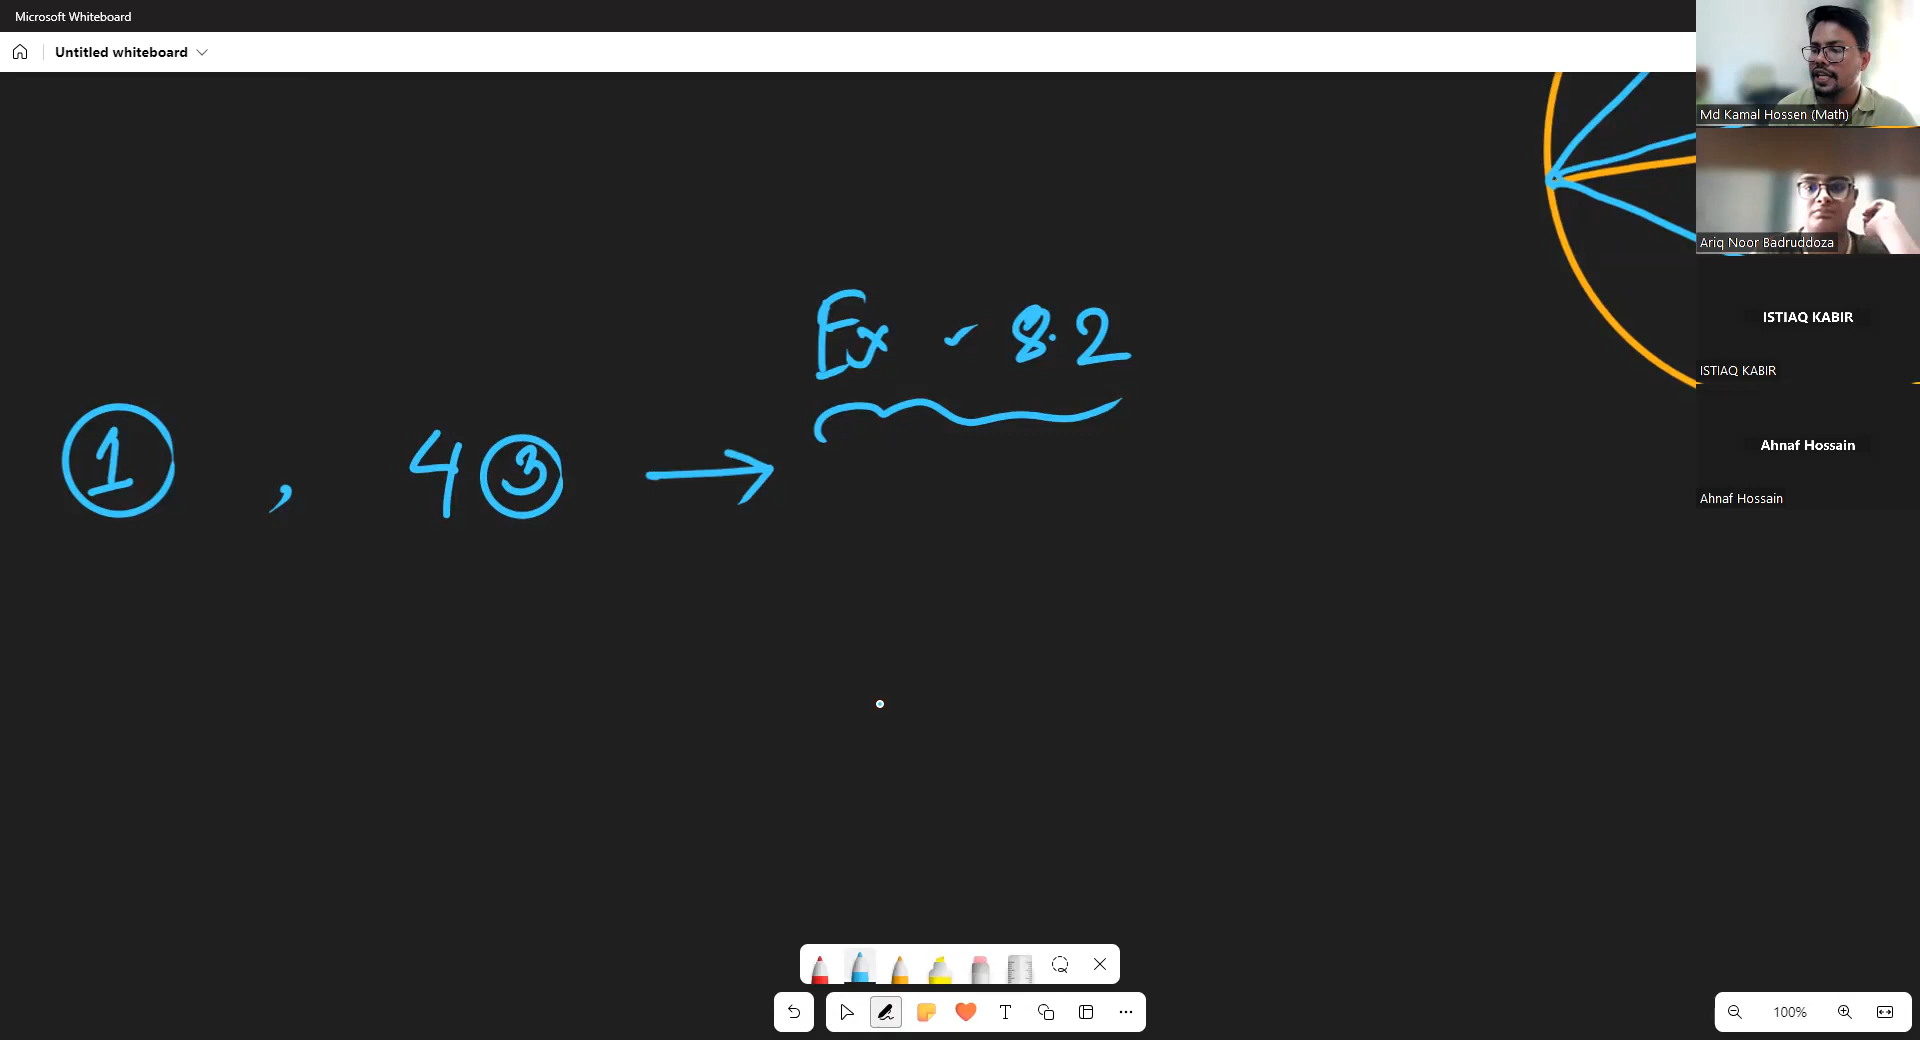 Microsoft Whiteboard
Untitled whiteboard
Md Kamal Hossen (Math)
Ariq Noor Badruddoza
ISTIAQ KABIR
ISTIAQ KABIR
Ahnaf Hossain
Ahnaf Hossain
Ex - 8.2
1 , 4 3 →
T
100%